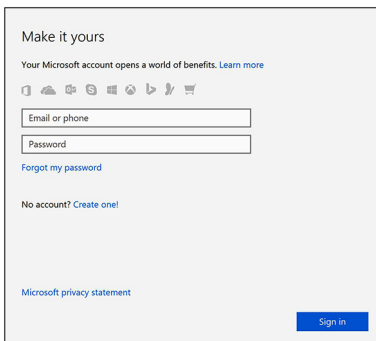 Make it yours
Your Microsoft account opens a world of benefits. Learn more
Email or phone
Password
Forgot my password
No account? Create one!
Microsoft privacy statement
Sign in